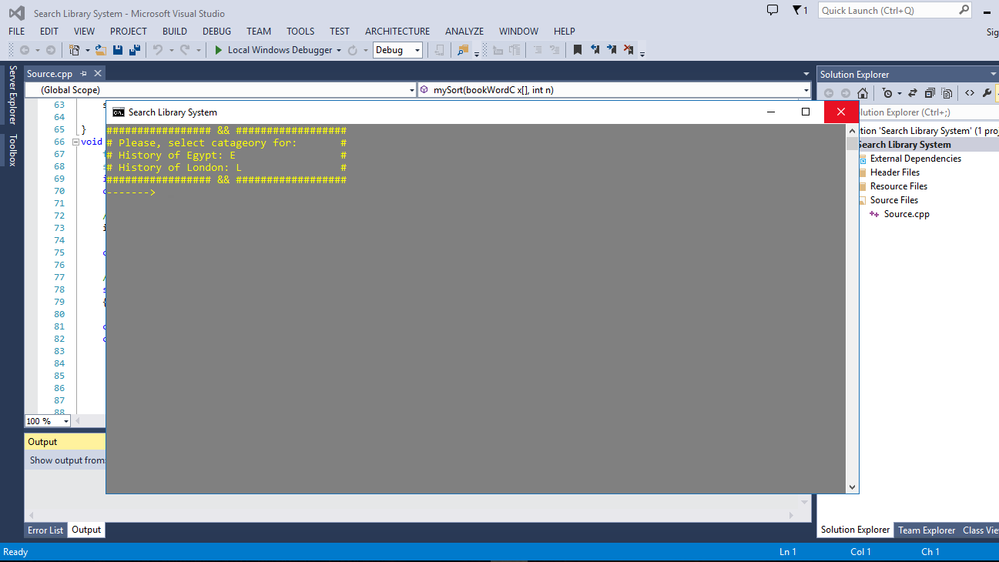 Search Library System - Microsoft Visual Studio
1
Quick Launch (Ctrl+Q)
FILE EDIT VIEW PROJECT BUILD DEBUG TEAM TOOLS TEST ARCHITECTURE ANALYZE WINDOW HELP
Sig
Local Windows Debugger
Debug
Server Explorer
Toolbox
Source.cpp
(Global Scope)
mySort(bookWordC x[], int n)
63
64
65 }
66 void
67
68
69
70
71
72
73
74
75
76
77
78
79
80
81
82
83
84
85
86
87
88
Search Library System
################# && ##################
# Please, select catageory for: #
# History of Egypt: E #
# History of London: L #
################# && ##################
------->
100 %
Output
Show output from:
Error List
Output
Solution Explorer
olution Explorer (Ctrl+;)
tion 'Search Library System' (1 proj
Search Library System
External Dependencies
Header Files
Resource Files
Source Files
Source.cpp
Solution Explorer Team Explorer Class Vie
Ready
Ln 1
Col 1
Ch 1